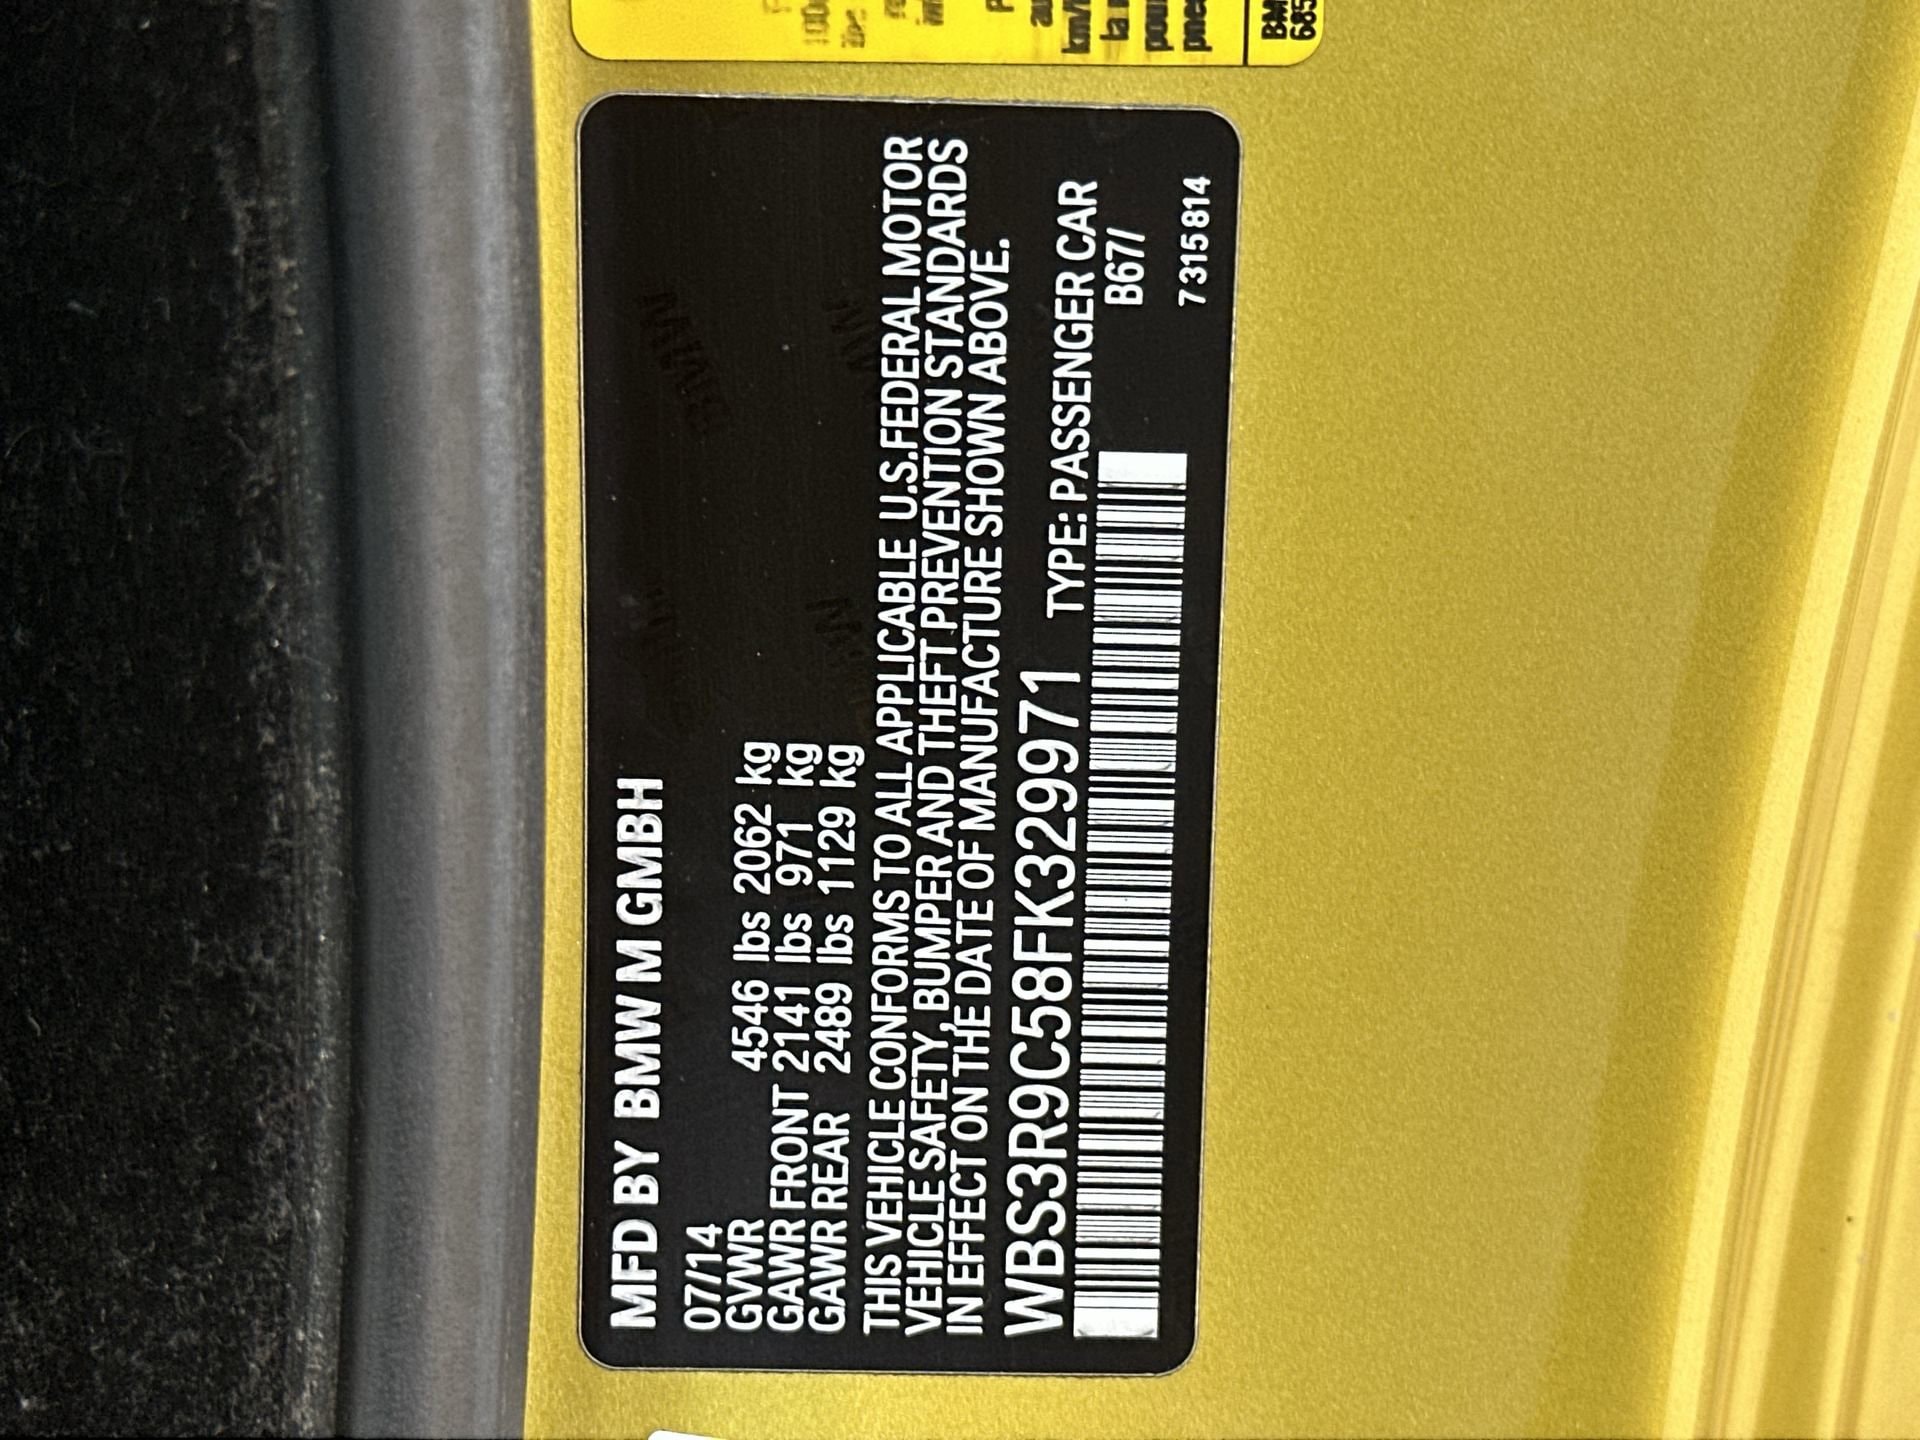 MFD BY BMW M GMBH
07/14
GVWR 4546 lbs 2062 kg
GAWR FRONT 2141 lbs 971 kg
GAWR REAR 2489 lbs 1129 kg
THIS VEHICLE CONFORMS TO ALL APPLICABLE U.S.FEDERAL MOTOR
VEHICLE SAFETY, BUMPER AND THEFT PREVENTION STANDARDS
IN EFFECT ON THE DATE OF MANUFACTURE SHOWN ABOVE.
WBS3R9C58FK329971 TYPE: PASSENGER CAR
B67/
7315814